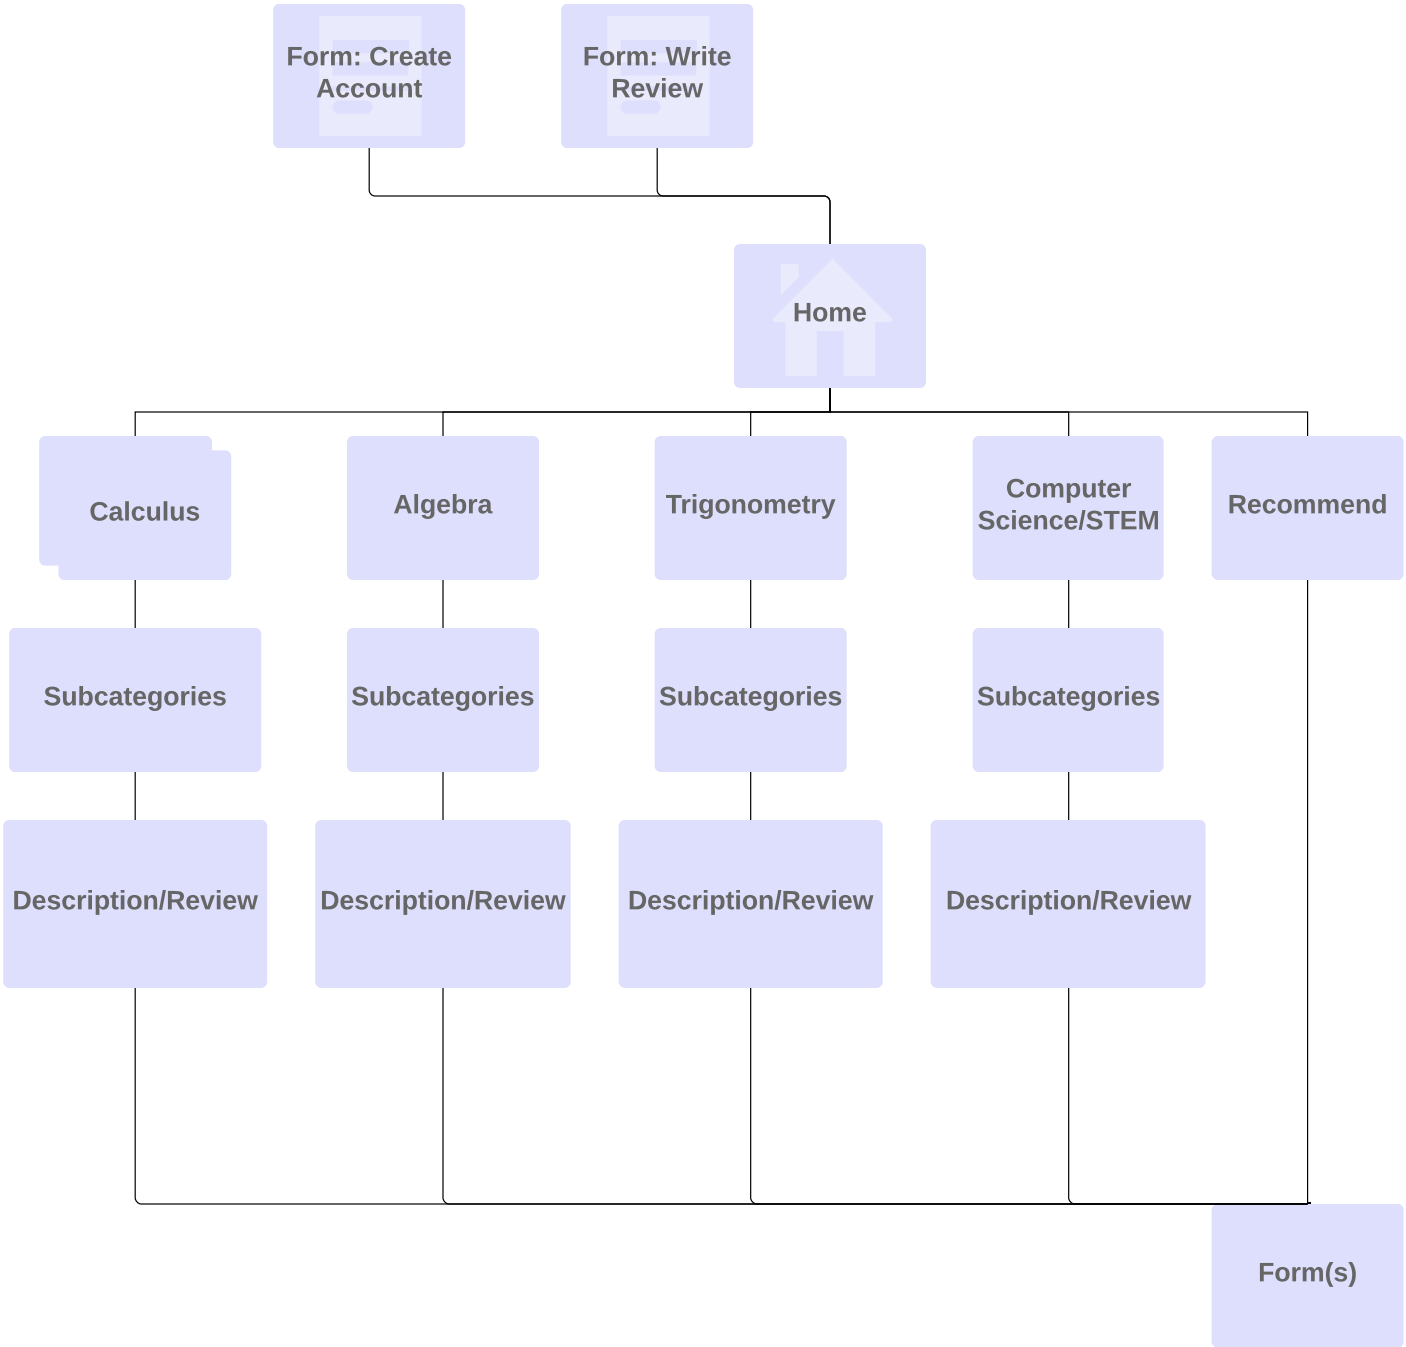 Form: Create
Account
Form: Write
Review
Home
Calculus
Algebra
Trigonometry
Computer
Science/STEM
Recommend
Subcategories
Subcategories
Subcategories
Subcategories
Description/Review
Description/Review
Description/Review
Description/Review
Form(s)